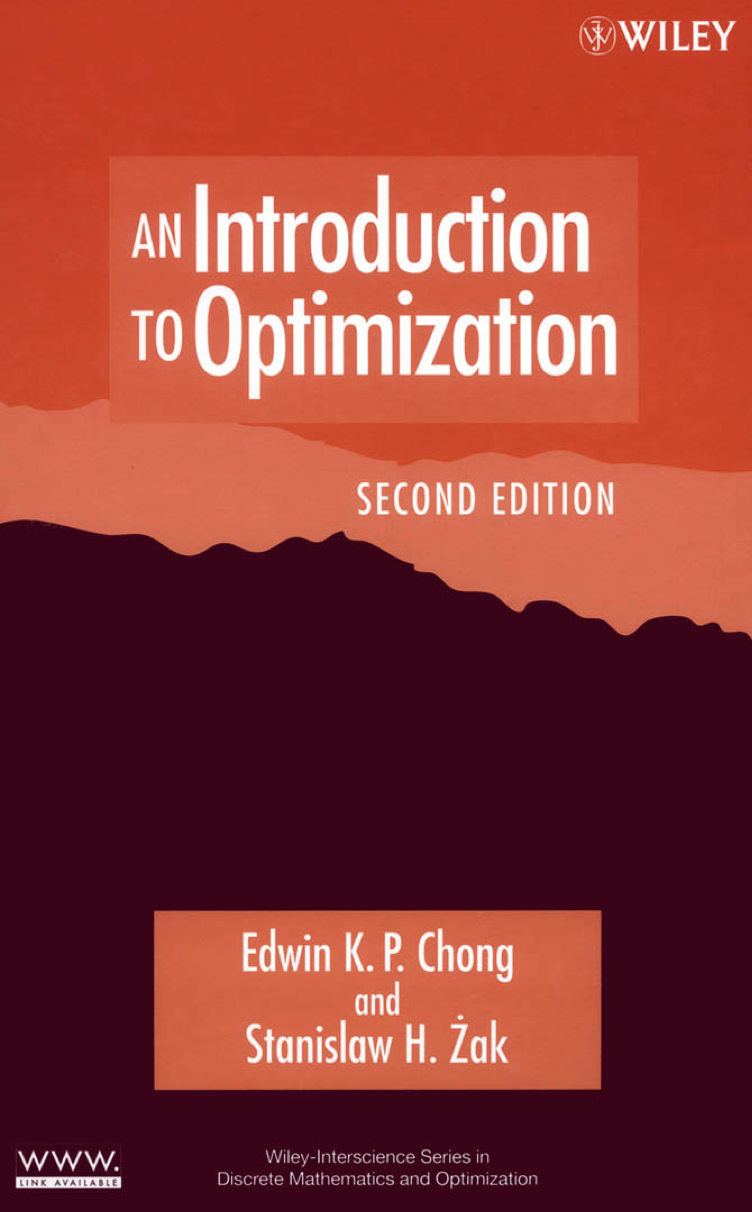 WILEY
AN Introduction
TO Optimization
SECOND EDITION
Edwin K. P. Chong
and
Stanislaw H. Żak
WWW.
LINK AVAILABLE
Wiley-Interscience Series in
Discrete Mathematics and Optimization